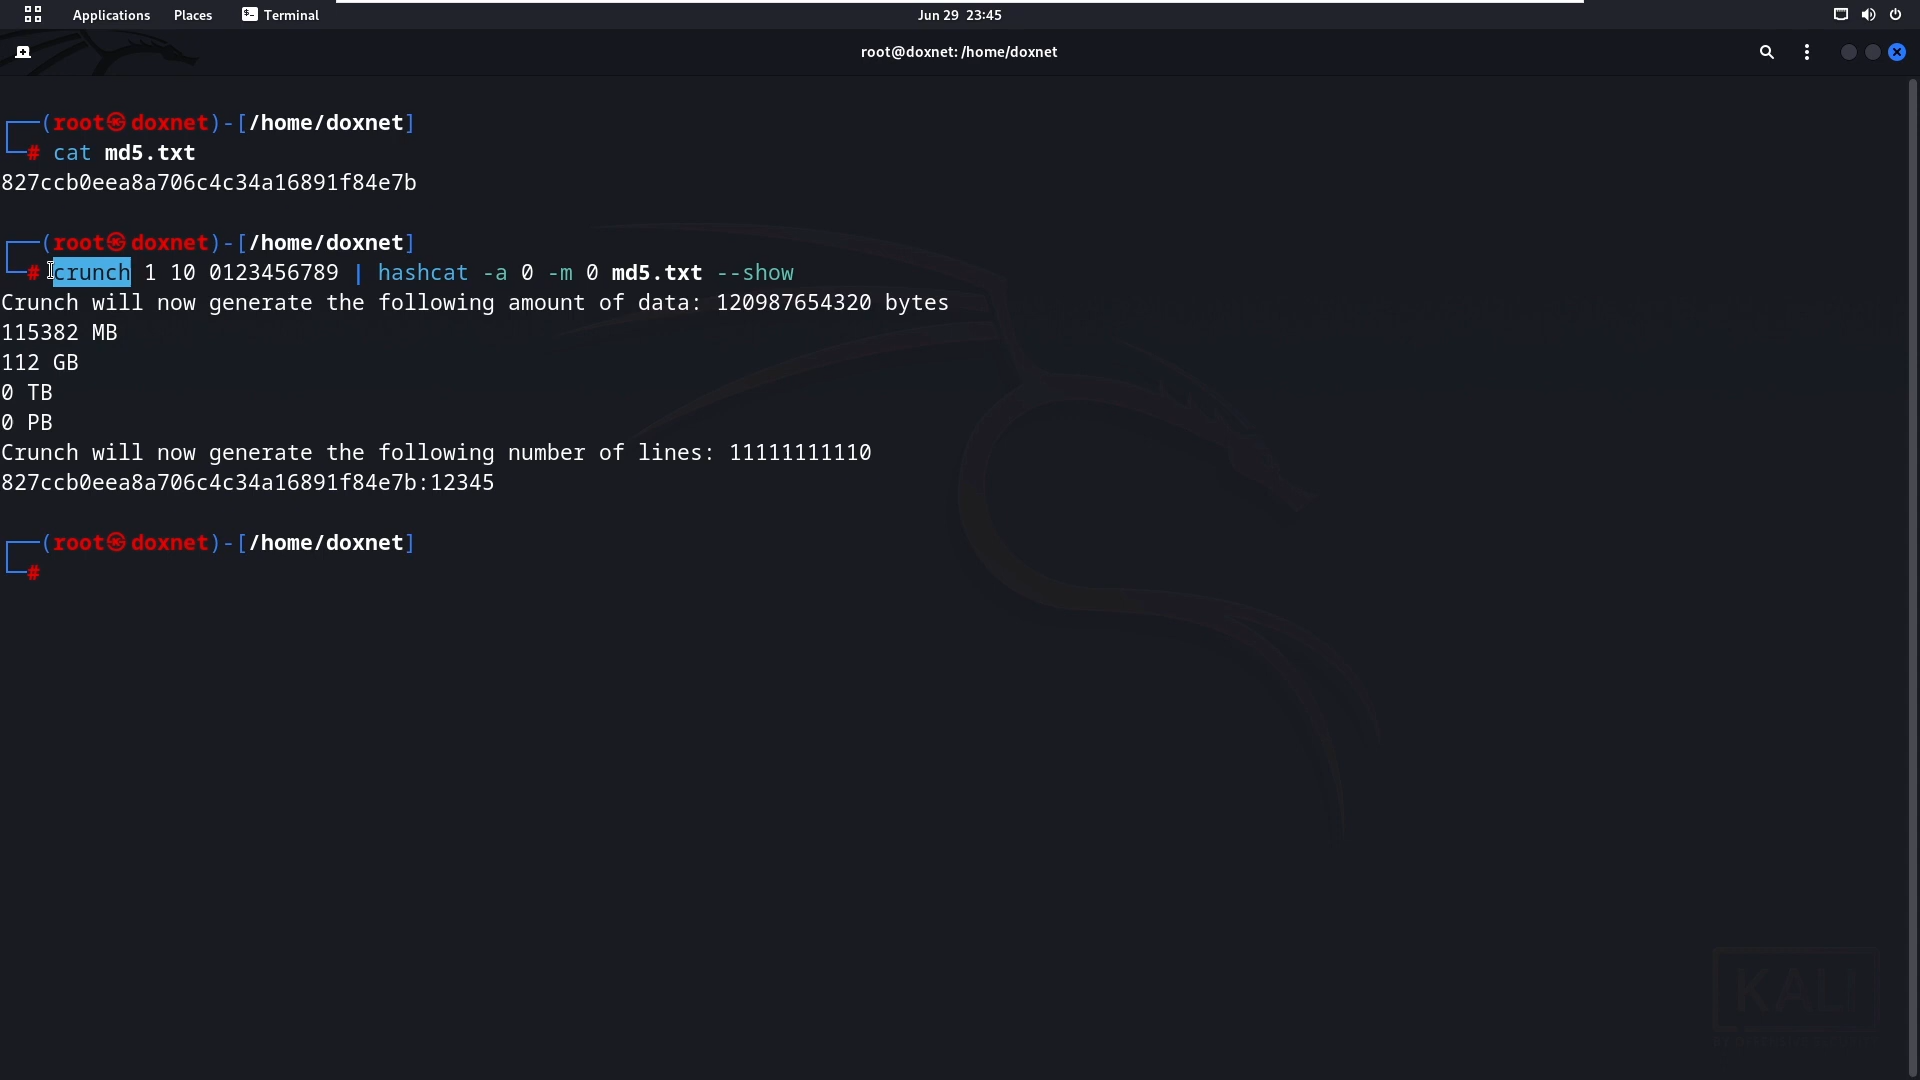 Applications Places Terminal Jun 29 23:45
root@doxnet: /home/doxnet
(root㉿doxnet)-[/home/doxnet]
# cat md5.txt
827ccb0eea8a706c4c34a16891f84e7b
(root㉿doxnet)-[/home/doxnet]
# crunch 1 10 0123456789 | hashcat -a 0 -m 0 md5.txt --show
Crunch will now generate the following amount of data: 120987654320 bytes
115382 MB
112 GB
0 TB
0 PB
Crunch will now generate the following number of lines: 11111111110
827ccb0eea8a706c4c34a16891f84e7b:12345
(root㉿doxnet)-[/home/doxnet]
#
KALI